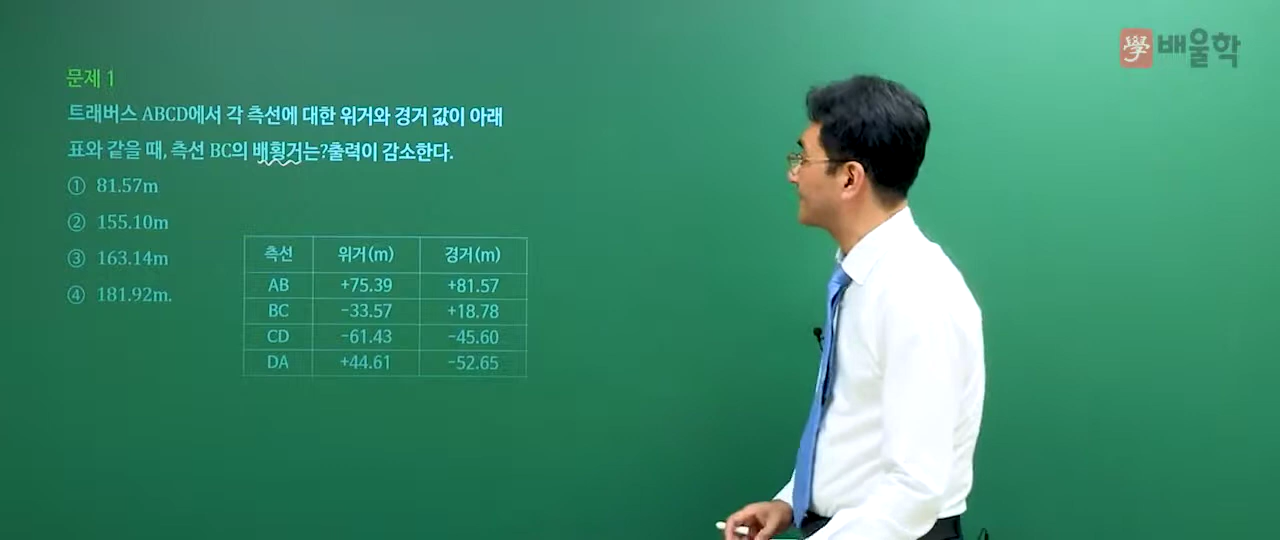 學 배울학
문제 1
트래버스 ABCD에서 각 측선에 대한 위거와 경거 값이 아래
표와 같을 때, 측선 BC의 배횡거는?출력이 감소한다.
① 81.57m
② 155.10m
③ 163.14m
④ 181.92m.
측선 위거(m) 경거(m)
AB +75.39 +81.57
BC -33.57 +18.78
CD -61.43 -45.60
DA +44.61 -52.65